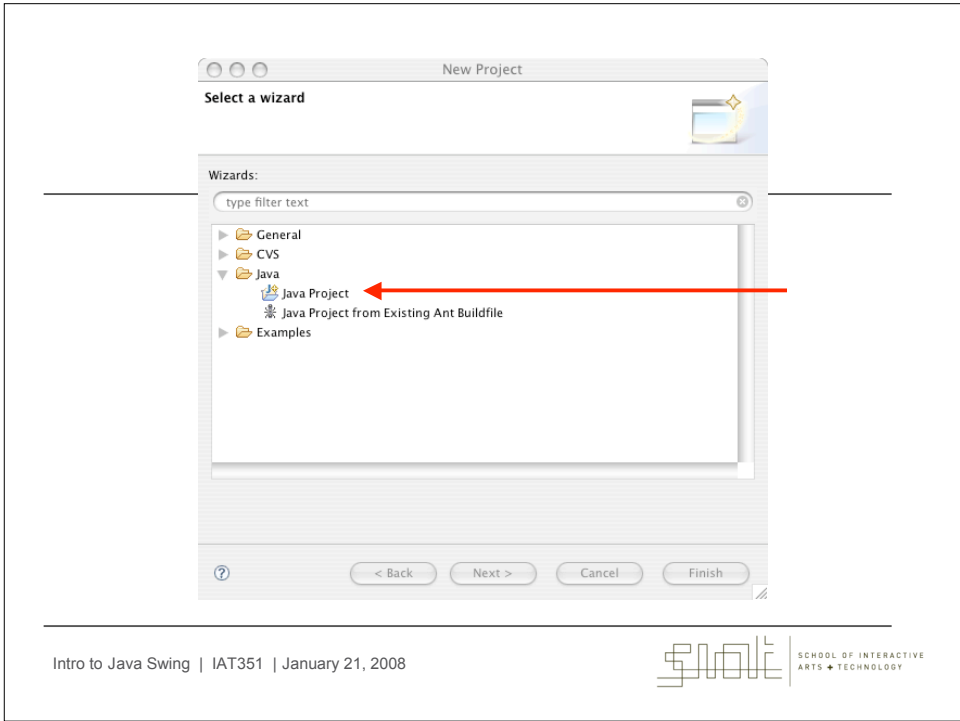 New Project
Select a wizard
Wizards:
type filter text
General
CVS
Java
Java Project
Java Project from Existing Ant Buildfile
Examples
?
< Back Next > Cancel Finish
Intro to Java Swing | IAT351 | January 21, 2008
siat
SCHOOL OF INTERACTIVE
ARTS + TECHNOLOGY